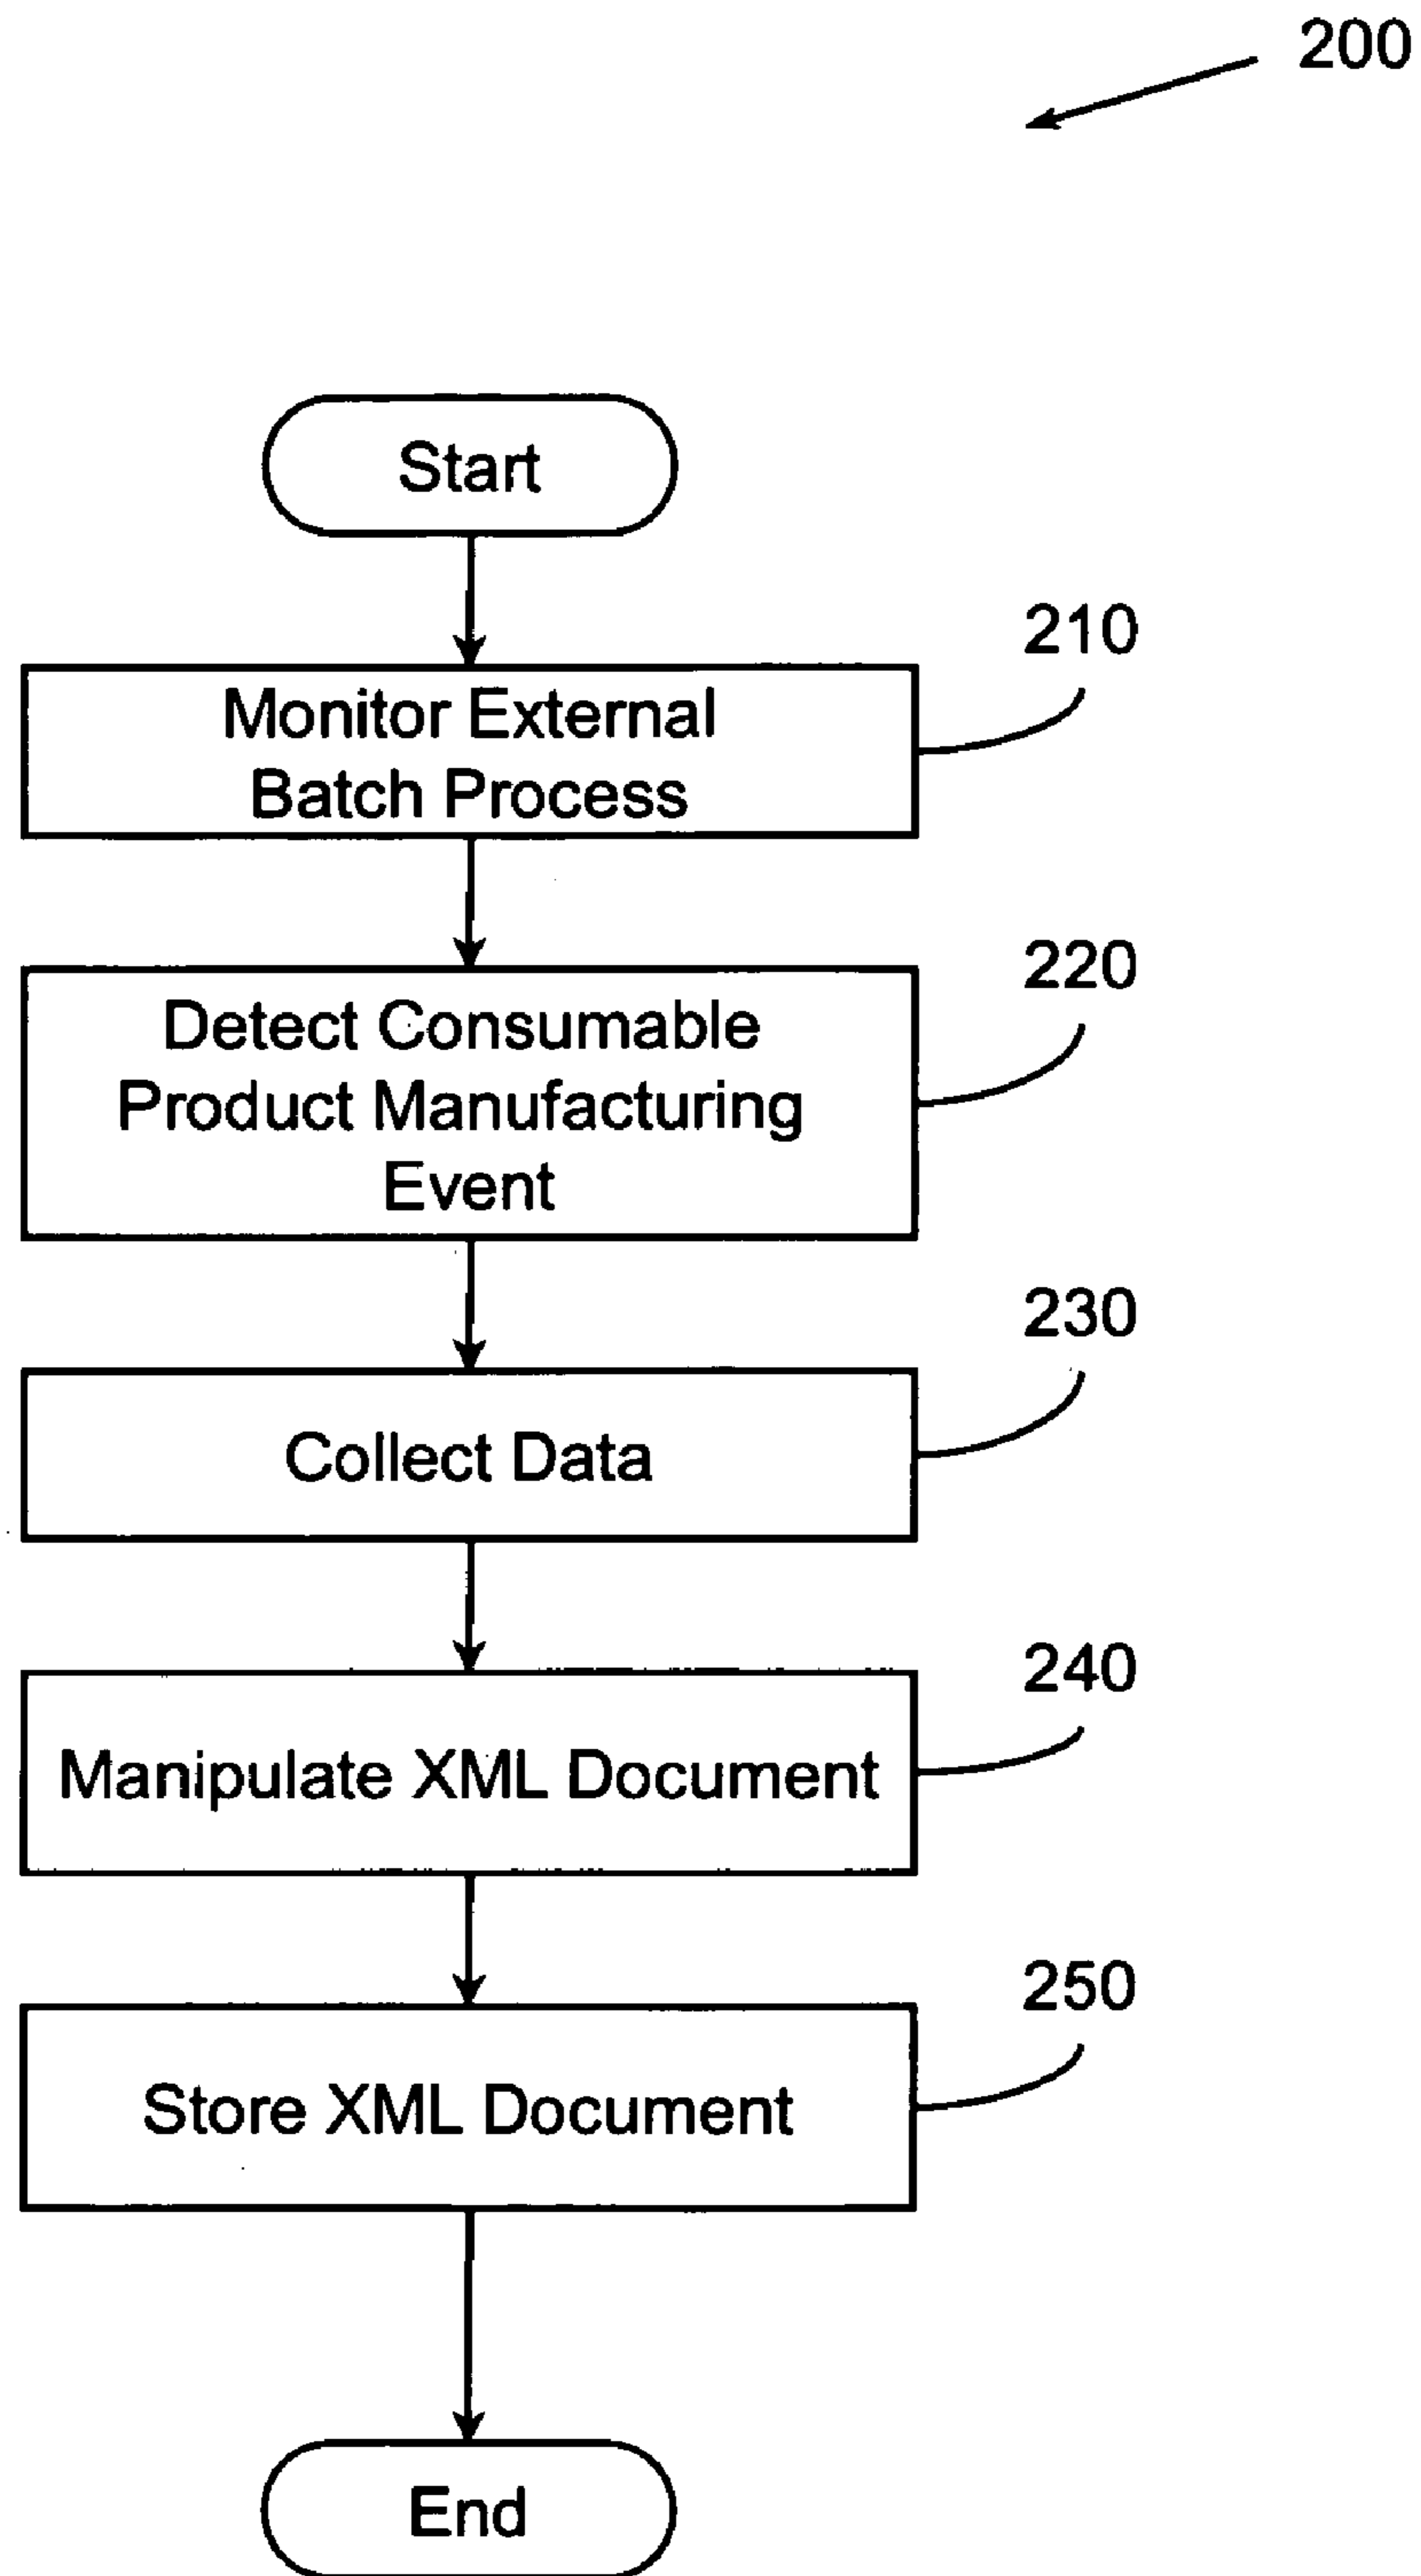 200
Start
210
Monitor External
Batch Process
220
Detect Consumable
Product Manufacturing
Event
230
Collect Data
240
Manipulate XML Document
250
Store XML Document
End